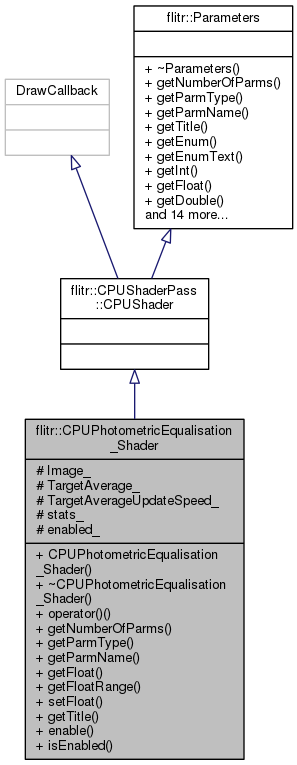 flitr::Parameters
+ ~Parameters()
+ getNumberOfParms()
+ getParmType()
+ getParmName()
+ getTitle()
+ getEnum()
+ getEnumText()
+ getInt()
+ getFloat()
+ getDouble()
and 14 more...
DrawCallback
flitr::CPUShaderPass
::CPUShader
flitr::CPUPhotometricEqualisation
_Shader
# Image_
# TargetAverage_
# TargetAverageUpdateSpeed_
# stats_
# enabled_
+ CPUPhotometricEqualisation
_Shader()
+ ~CPUPhotometricEqualisation
_Shader()
+ operator()()
+ getNumberOfParms()
+ getParmType()
+ getParmName()
+ getFloat()
+ getFloatRange()
+ setFloat()
+ getTitle()
+ enable()
+ isEnabled()